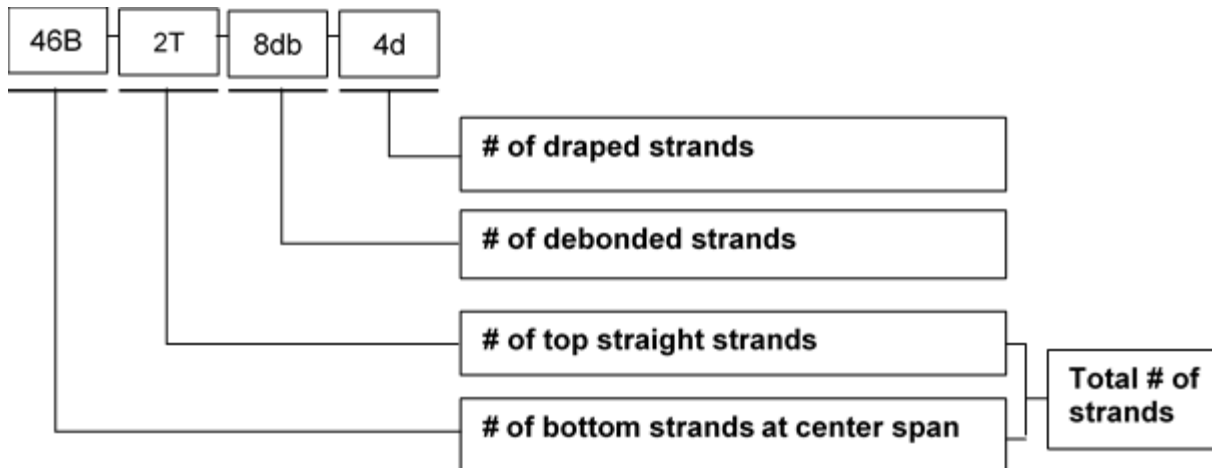 46B 2T 8db 4d
# of draped strands
# of debonded strands
# of top straight strands
Total # of
strands
# of bottom strands at center span